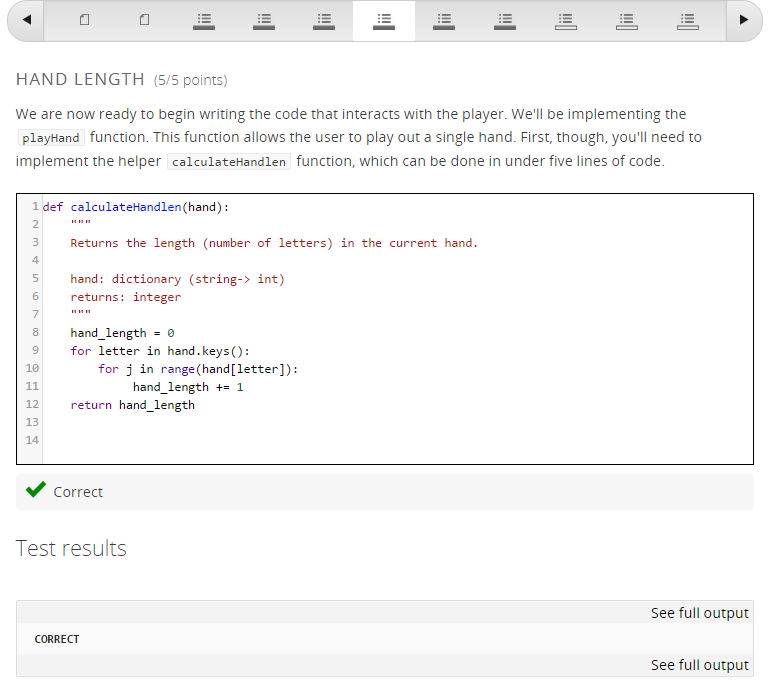 HAND LENGTH (5/5 points)
We are now ready to begin writing the code that interacts with the player. We'll be implementing the
playHand function. This function allows the user to play out a single hand. First, though, you'll need to
implement the helper calculateHandlen function, which can be done in under five lines of code.
1 def calculateHandlen(hand):
2     """
3     Returns the length (number of letters) in the current hand.
4
5     hand: dictionary (string-> int)
6     returns: integer
7     """
8     hand_length = 0
9     for letter in hand.keys():
10         for j in range(hand[letter]):
11              hand_length += 1
12     return hand_length
13
14
Correct
Test results
See full output
CORRECT
See full output